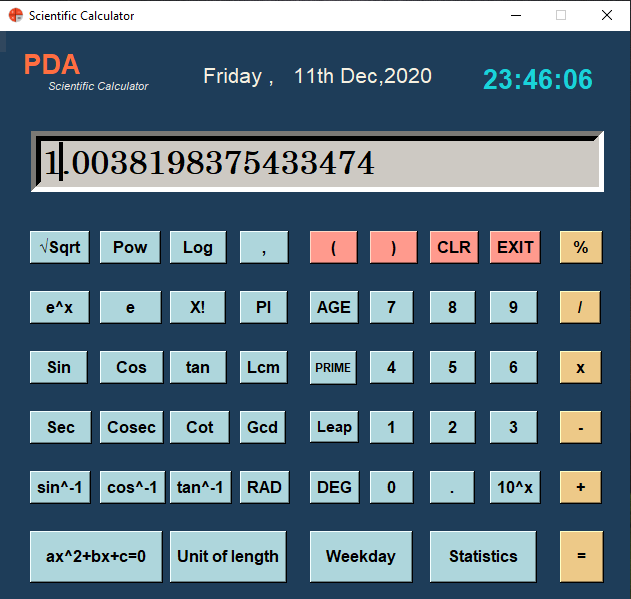 Scientific Calculator
PDA
Scientific Calculator
Friday , 11th Dec,2020
23:46:06
1.0038198375433474
√Sqrt Pow Log , ( ) CLR EXIT %
e^x e X! PI AGE 7 8 9 /
Sin Cos tan Lcm PRIME 4 5 6 x
Sec Cosec Cot Gcd Leap 1 2 3 -
sin^-1 cos^-1 tan^-1 RAD DEG 0 . 10^x +
ax^2+bx+c=0 Unit of length Weekday Statistics =